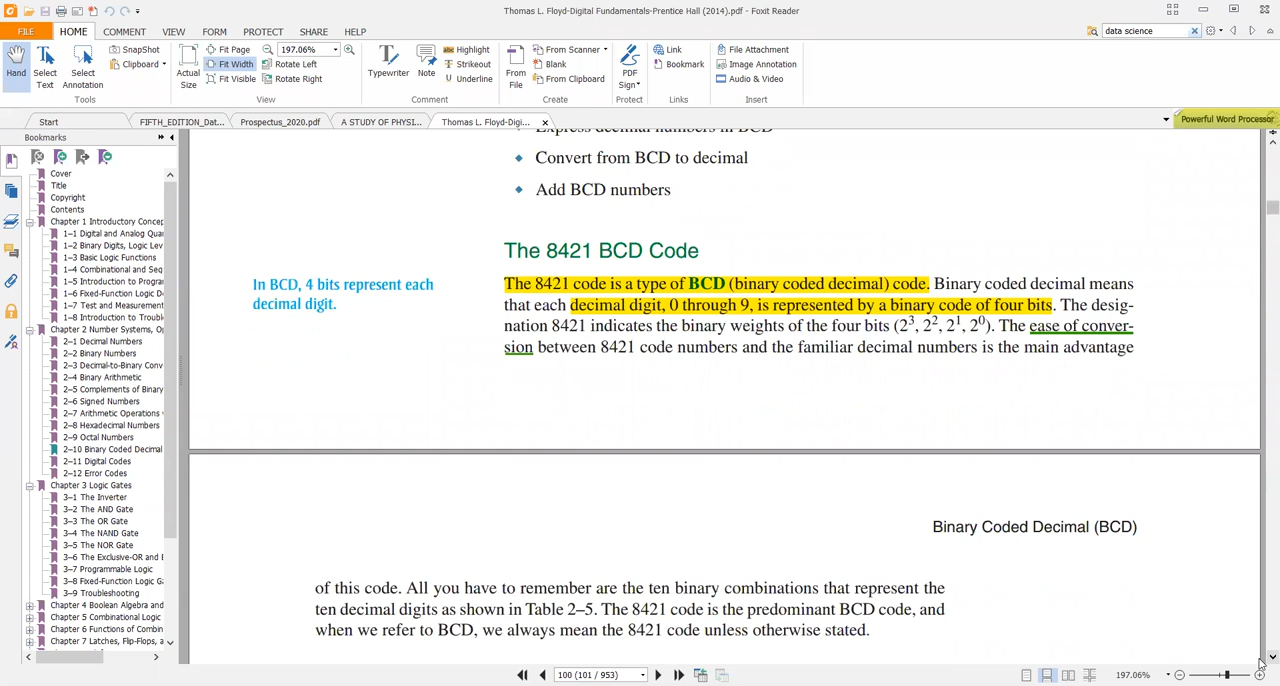 Thomas L. Floyd-Digital Fundamentals-Prentice Hall (2014).pdf - Foxit Reader
FILE HOME COMMENT VIEW FORM PROTECT SHARE HELP
data science
Hand
Select Text
Select Annotation
SnapShot
Clipboard
Tools
Actual Size
Fit Page
Fit Width
Fit Visible
197.06%
Rotate Left
Rotate Right
View
Typewriter
Note
Highlight
Strikeout
Underline
Comment
From File
From Scanner
Blank
From Clipboard
Create
PDF Sign
Protect
Link
Bookmark
Links
File Attachment
Image Annotation
Audio & Video
Insert
Start
FIFTH_EDITION_Dat...
Prospectus_2020.pdf
A STUDY OF PHYSI...
Thomas L. Floyd-Digi...
Powerful Word Processor
Bookmarks
Cover
Title
Copyright
Contents
Chapter 1 Introductory Concep
1–1 Digital and Analog Qua
1–2 Binary Digits, Logic Lev
1–3 Basic Logic Functions
1–4 Combinational and Seq
1–5 Introduction to Program
1–6 Fixed-Function Logic D
1–7 Test and Measurement
1–8 Introduction to Troubl
Chapter 2 Number Systems, Op
2–1 Decimal Numbers
2–2 Binary Numbers
2–3 Decimal-to-Binary Conv
2–4 Binary Arithmetic
2–5 Complements of Binary
2–6 Signed Numbers
2–7 Arithmetic Operations
2–8 Hexadecimal Numbers
2–9 Octal Numbers
2–10 Binary Coded Decimal
2–11 Digital Codes
2–12 Error Codes
Chapter 3 Logic Gates
3–1 The Inverter
3–2 The AND Gate
3–3 The OR Gate
3–4 The NAND Gate
3–5 The NOR Gate
3–6 The Exclusive-OR and E
3–7 Programmable Logic
3–8 Fixed-Function Logic G
3–9 Troubleshooting
Chapter 4 Boolean Algebra and
Chapter 5 Combinational Logic
Chapter 6 Functions of Combin
Chapter 7 Latches, Flip-Flops, a
Express decimal numbers in BCD
◆ Convert from BCD to decimal
◆ Add BCD numbers
The 8421 BCD Code
In BCD, 4 bits represent each
decimal digit.
The 8421 code is a type of BCD (binary coded decimal) code. Binary coded decimal means
that each decimal digit, 0 through 9, is represented by a binary code of four bits. The desig-
nation 8421 indicates the binary weights of the four bits (2³, 2², 2¹, 2⁰). The ease of conver-
sion between 8421 code numbers and the familiar decimal numbers is the main advantage
Binary Coded Decimal (BCD)
of this code. All you have to remember are the ten binary combinations that represent the
ten decimal digits as shown in Table 2–5. The 8421 code is the predominant BCD code, and
when we refer to BCD, we always mean the 8421 code unless otherwise stated.
100 (101 / 953)
197.06%